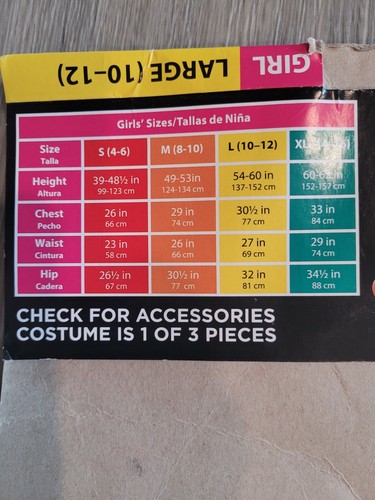 GIRL LARGE (10–12)
Girls' Sizes/Tallas de Niña
Size S (4-6) M (8-10) L (10–12) XL
Talla
Height 39-48½ in 49-53in 54-60 in in
Altura 99-123 cm 124-134 cm 137-152 cm 152-157 cm
Chest 26 in 29 in 30½ in 33 in
Pecho 66 cm 74 cm 77 cm 84 cm
Waist 23 in 26 in 27 in 29 in
Cintura 58 cm 66 cm 69 cm 74 cm
Hip 26½ in 30½ in 32 in 34½ in
Cadera 67 cm 77 cm 81 cm 88 cm
CHECK FOR ACCESSORIES
COSTUME IS 1 OF 3 PIECES